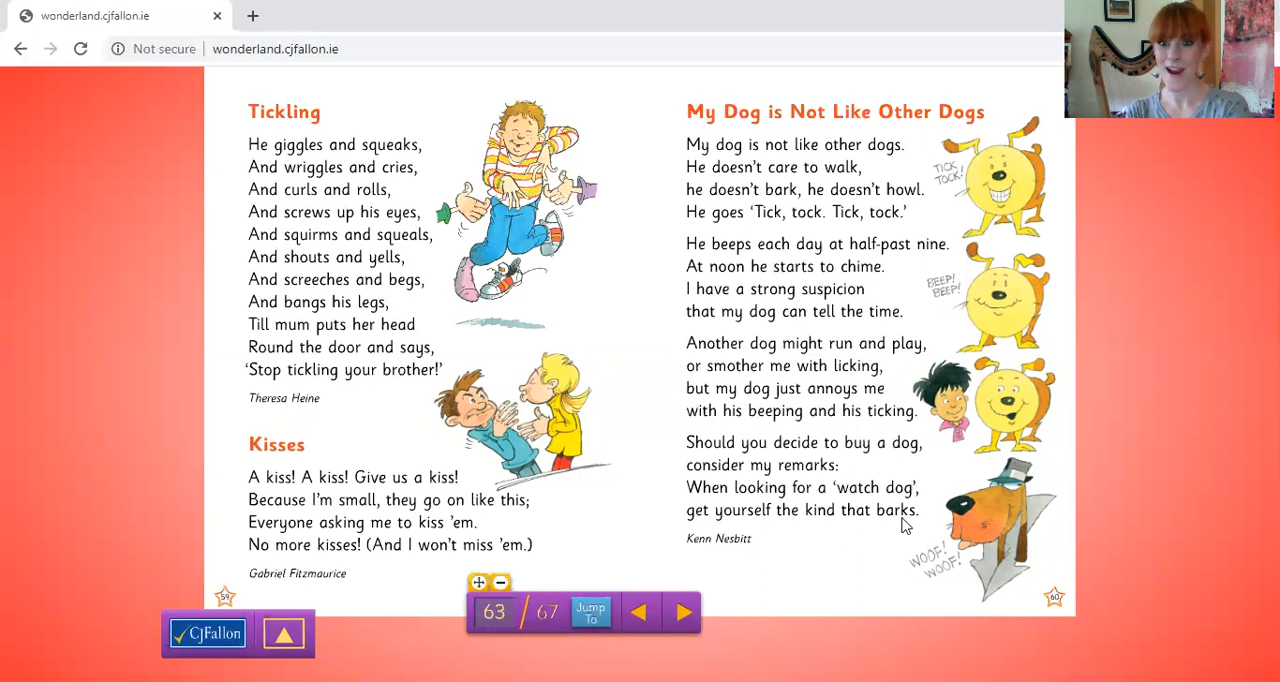 wonderland.cjfallon.ie
Not secure
wonderland.cjfallon.ie
Tickling
He giggles and squeaks,
And wriggles and cries,
And curls and rolls,
And screws up his eyes,
And squirms and squeals,
And shouts and yells,
And screeches and begs,
And bangs his legs,
Till mum puts her head
Round the door and says,
‘Stop tickling your brother!’
Theresa Heine
Kisses
A kiss! A kiss! Give us a kiss!
Because I’m small, they go on like this;
Everyone asking me to kiss ’em.
No more kisses! (And I won’t miss ’em.)
Gabriel Fitzmaurice
59
My Dog is Not Like Other Dogs
My dog is not like other dogs.
He doesn’t care to walk,
he doesn’t bark, he doesn’t howl.
He goes ‘Tick, tock. Tick, tock.’
TICK
TOCK!
He beeps each day at half-past nine.
At noon he starts to chime.
I have a strong suspicion
that my dog can tell the time.
BEEP!
BEEP!
Another dog might run and play,
or smother me with licking,
but my dog just annoys me
with his beeping and his ticking.
Should you decide to buy a dog,
consider my remarks:
When looking for a ‘watch dog’,
get yourself the kind that barks.
Kenn Nesbitt
WOOF!
WOOF!
60
63 / 67
Jump
To
CJFallon